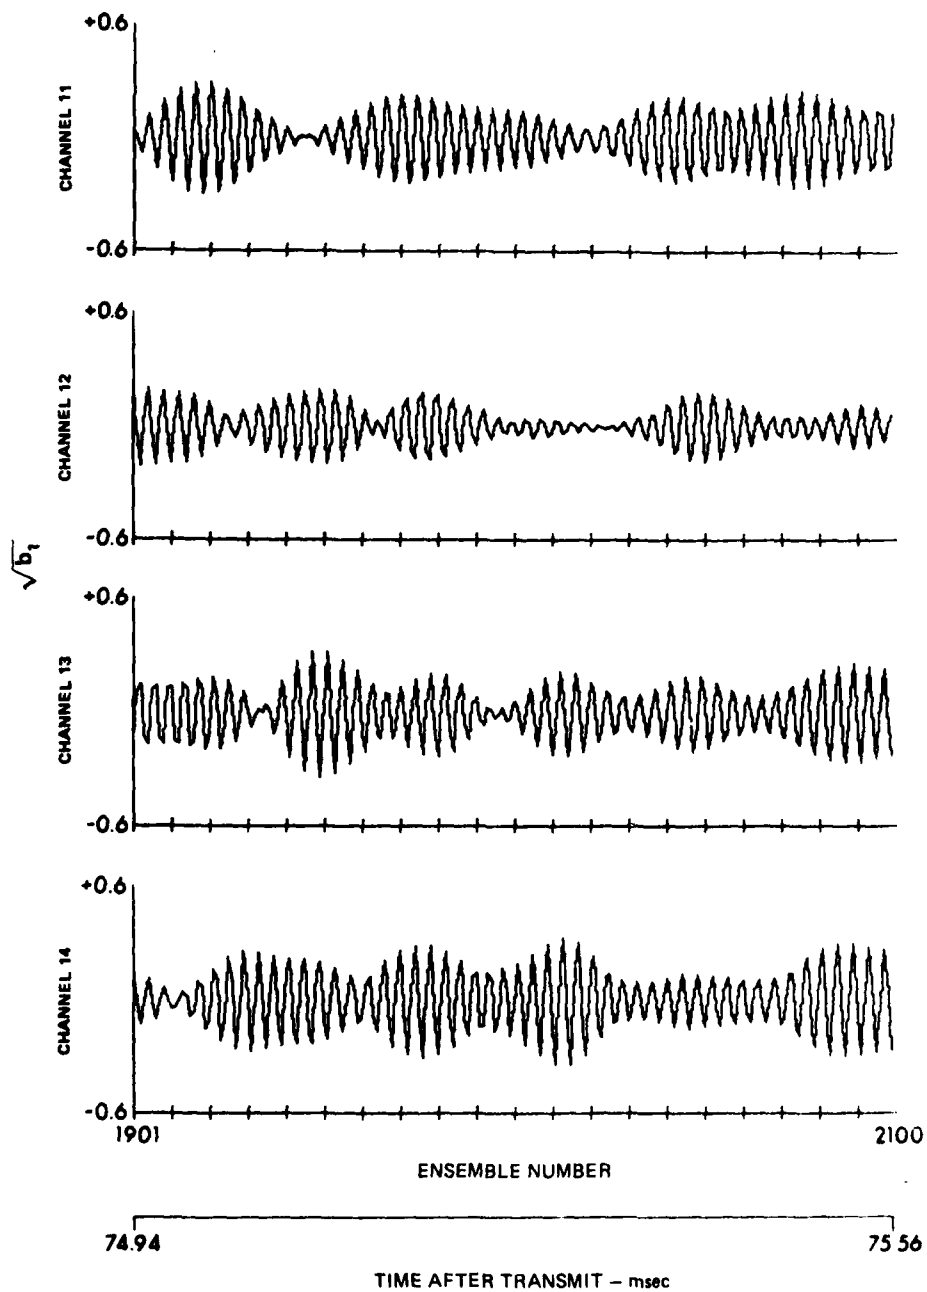 +0.6
CHANNEL 11
-0.6
+0.6
CHANNEL 12
-0.6
√b₁
+0.6
CHANNEL 13
-0.6
+0.6
CHANNEL 14
-0.6
1901
2100
ENSEMBLE NUMBER
74.94
75 56
TIME AFTER TRANSMIT – msec